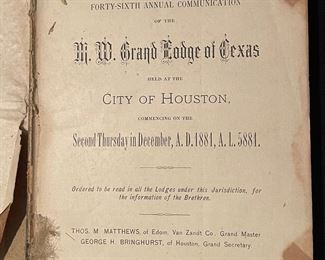 FORTY-SIXTH ANNUAL COMMUNICATION
OF THE
M. W. Grand Lodge of Texas
HELD AT THE
CITY OF HOUSTON,
COMMENCING ON THE
Second Thursday in December, A. D. 1881, A. L. 5881.
Ordered to be read in all the Lodges under this Jurisdiction, for
the information of the Brethren.
THOS. M MATTHEWS, of Edom, Van Zandt Co. Grand Master
GEORGE H. BRINGHURST, of Houston, Grand Secretary